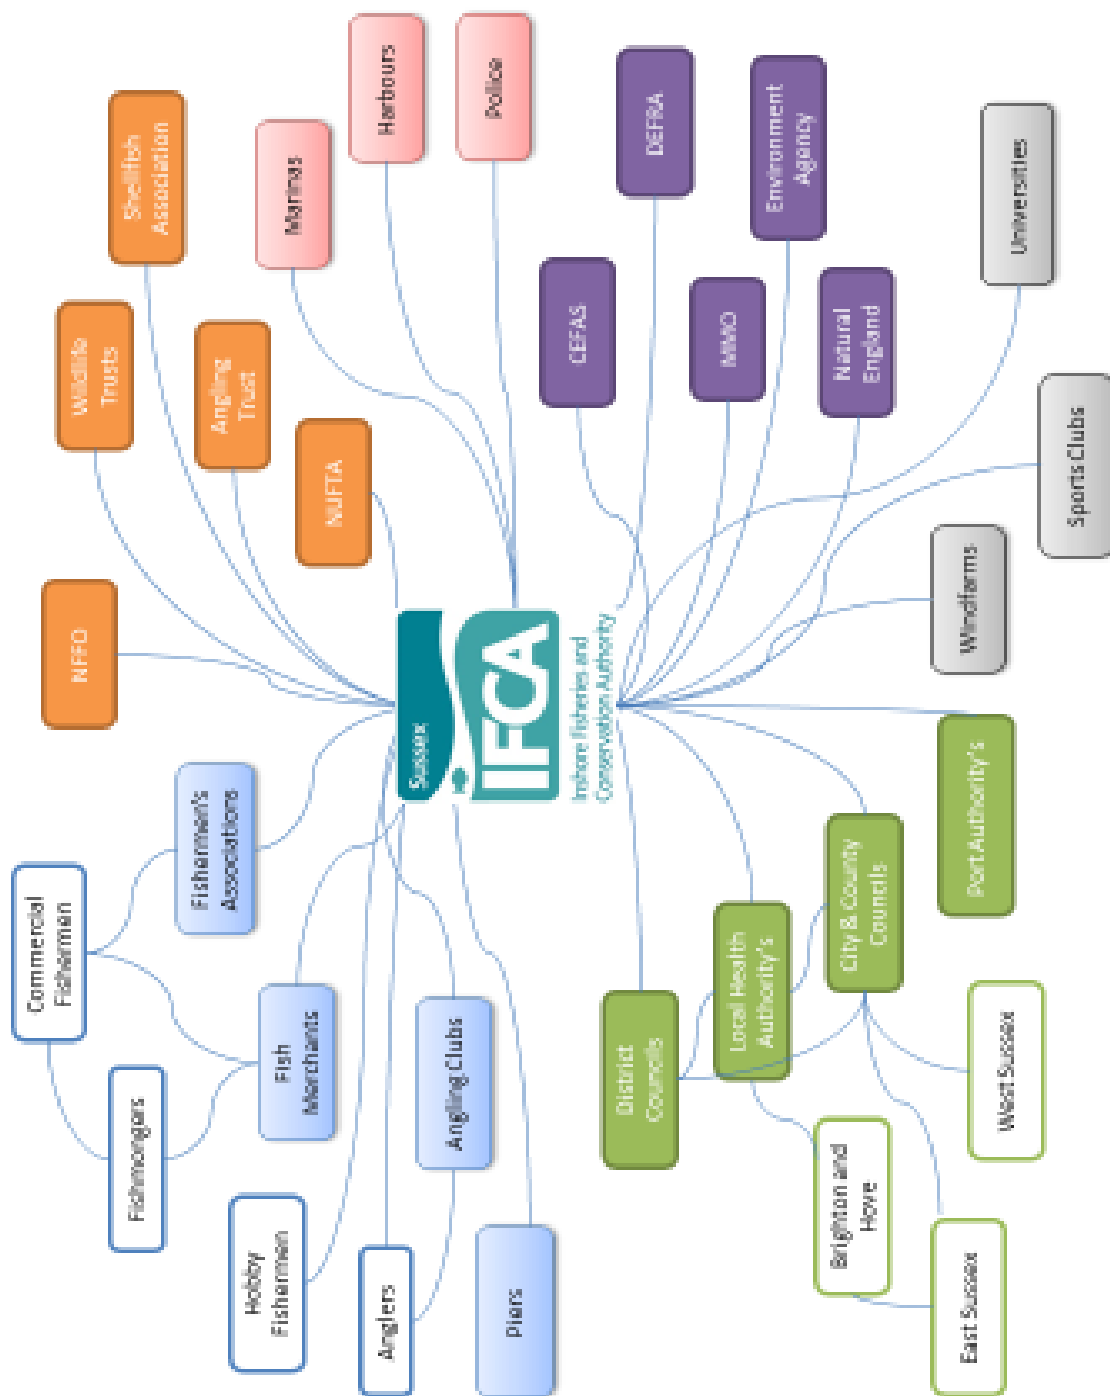 Commercial
Fishermen
Fishmongers
Fishermen's
Associations
Fish
Merchants
Hobby
Fishermen
Anglers
Angling Clubs
Piers
NFFO
Wildlife
Trusts
Shellfish
Association
Angling
Trust
NUFTA
Marinas
Harbours
Police
Sussex
IFCA
Inshore Fisheries and
Conservation Authority
CEFAS
DEFRA
MMO
Environment
Agency
Natural
England
Universities
Sports Clubs
Windfarms
Port Authority's
City & County
Councils
Local Health
Authority's
District
Councils
Brighton and
Hove
East Sussex
West Sussex